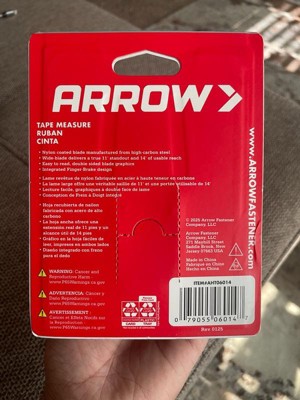 ARROW
TAPE MEASURE
RUBAN
CINTA
• Nylon coated blade manufactured from high-carbon steel
• Wide blade delivers a true 11' standout and 14' of usable reach
• Easy to read, double sided blade graphics
• Integrated Finger Brake design
• Lame revêtue de nylon fabriquée en acier à haute teneur en carbone
• La lame large offre une véritable saillie de 11' et une portée utilisable de 14'
• Lecture facile, graphiques à double face de lame
• Conception de Frein à Doigt intégré
• Hoja recubierta de nailon
fabricada con acero de alto
carbono
• La hoja ancha ofrece una
extensión real de 11 pies y un
alcance útil de 14 pies
• Gráfico en la hoja fáciles de
leer, impresos en ambos lados
• Diseño integrado con freno
para el dedo
WARNING: Cancer and
Reproductive Harm -
www.P65Warnings.ca.gov
ADVERTENCIA: Cáncer y
Daño Reproductivo -
www.P65Warnings.ca.gov
AVERTISSEMENT: Cancer
et Effets Néfastes sur la
Reproduction -
www.P65Warnings.ca.gov
CARD
TRAY
PLASTIC
© 2025 Arrow Fastener
Company, LLC
Arrow Fastener
Company, LLC
271 Mayhill Street
Saddle Brook, New
Jersey 07663 USA
Made in China
Fabriqué en Chine
Hecho en China
www.ARROWFASTENER.com
ITEM#AHT06014
0 79055 06014 7
Rev 0525